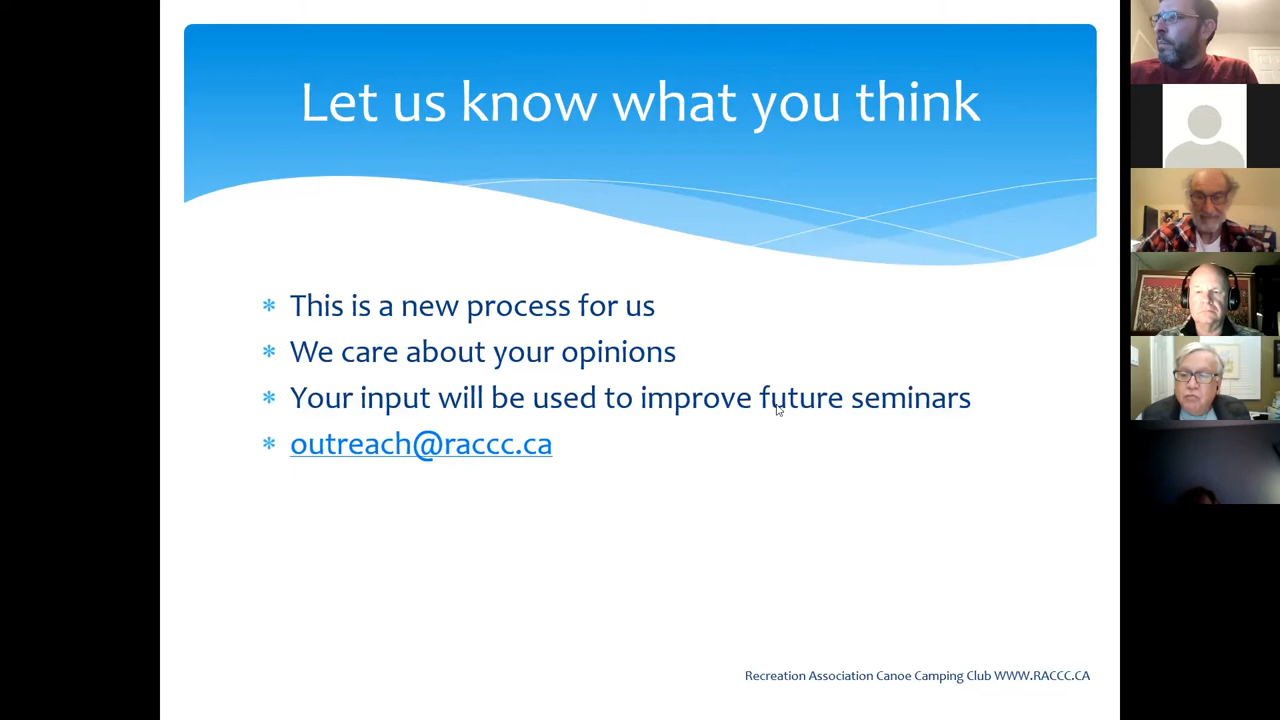 Let us know what you think
* This is a new process for us
* We care about your opinions
* Your input will be used to improve future seminars
* outreach@raccc.ca
Recreation Association Canoe Camping Club WWW.RACCC.CA